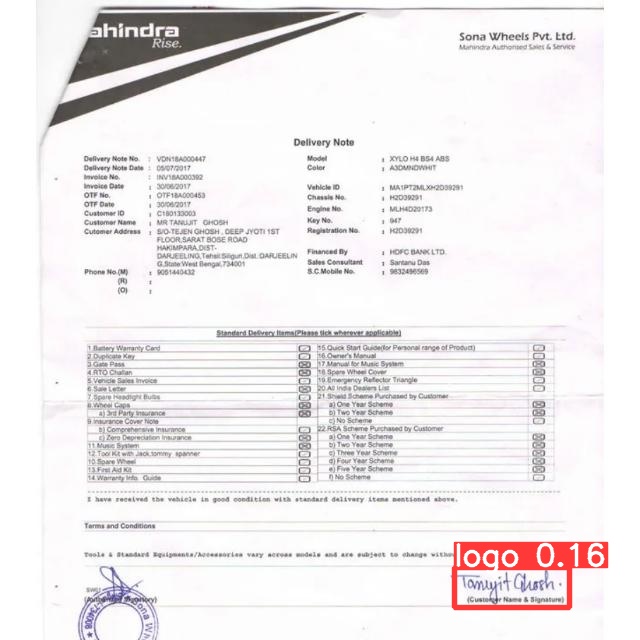 ahindra
Rise.
Sona Wheels Pvt. Ltd.
Mahindra Authorised Sales & Service
Delivery Note
Delivery Note No. : VDN18A000447
Delivery Note Date : 05/07/2017
Invoice No. : INV18A000392
Invoice Date : 30/06/2017
OTF No. : OTF18A000453
OTF Date : 30/06/2017
Customer ID : C180133003
Customer Name : MR TANUJIT GHOSH
Cutomer Address : S/O-TEJEN GHOSH , DEEP JYOTI 1ST
FLOOR,SARAT BOSE ROAD
HAKIMPARA,DIST-
DARJEELING,Tehsil:Siliguri,Dist. DARJEELIN
G,State:West Bengal,734001
Phone No.(M) : 9051440432
(R) :
(O) :
Model : XYLO H4 BS4 ABS
Color : A3DMNDWHIT
Vehicle ID : MA1PT2MLXH2D39291
Chassis No. : H2D39291
Engine No. : MLH4D20173
Key No. : 947
Registration No. : H2D39291
Financed By : HDFC BANK LTD.
Sales Consultant : Santanu Das
S.C.Mobile No. : 9832496569
Standard Delivery Items(Please tick wherever applicable)
1.Battery Warranty Card
2.Duplicate Key
3.Gate Pass
4.RTO Challan
5.Vehicle Sales Invoice
6.Sale Letter
7.Spare Headlight Bulbs
8.Wheel Caps
a) 3rd Party Insurance
9.Insurance Cover Note
b) Comprehensive Insurance
c) Zero Depreciation Insurance
11.Music System
12.Tool Kit with Jack,tommy spanner
10.Spare Wheel
13.First Aid Kit
14.Warranty Info. Guide
15.Quick Start Guide(for Personal range of Product)
16.Owner's Manual
17.Manual for Music System
18.Spare Wheel Cover
19.Emergency Reflector Triangle
20.All India Dealers List
21.Shield Scheme Purchased by Customer
a) One Year Scheme
b) Two Year Scheme
c) No Scheme
22.RSA Scheme Purchased by Customer
a) One Year Scheme
b) Two Year Scheme
c) Three Year Scheme
d) Four Year Scheme
e) Five Year Scheme
f) No Scheme
I have received the vehicle in good condition with standard delivery items mentioned above.
Terms and Conditions
Tools & Standard Equipments/Accessories vary across models and are subject to change witho
logo 0.16
Tanujit Ghosh.
(Customer Name & Signature)
SWPL
(Authorised Signatory)
Sona Wh
734008